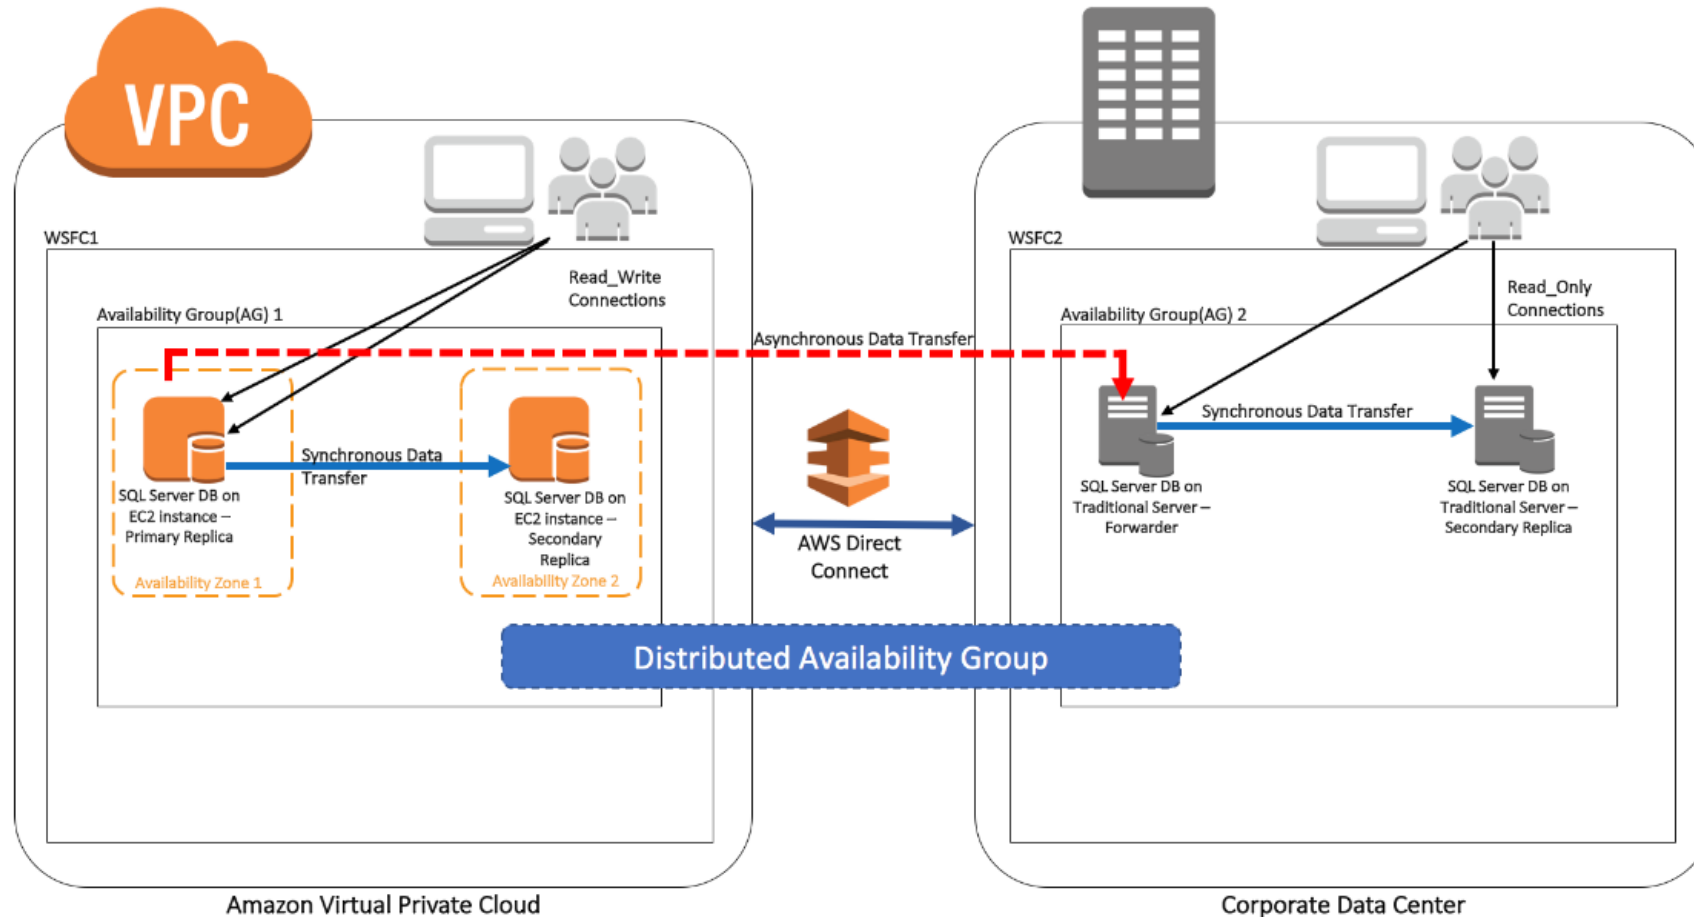 VPC
WSFC1
Read_Write
Connections
Availability Group(AG) 1
Synchronous Data
Transfer
SQL Server DB on
EC2 instance –
Primary Replica
Availability Zone 1
SQL Server DB on
EC2 instance –
Secondary
Replica
Availability Zone 2
Asynchronous Data Transfer
AWS Direct
Connect
WSFC2
Read_Only
Connections
Availability Group(AG) 2
Synchronous Data Transfer
SQL Server DB on
Traditional Server –
Forwarder
SQL Server DB on
Traditional Server –
Secondary Replica
Distributed Availability Group
Amazon Virtual Private Cloud
Corporate Data Center